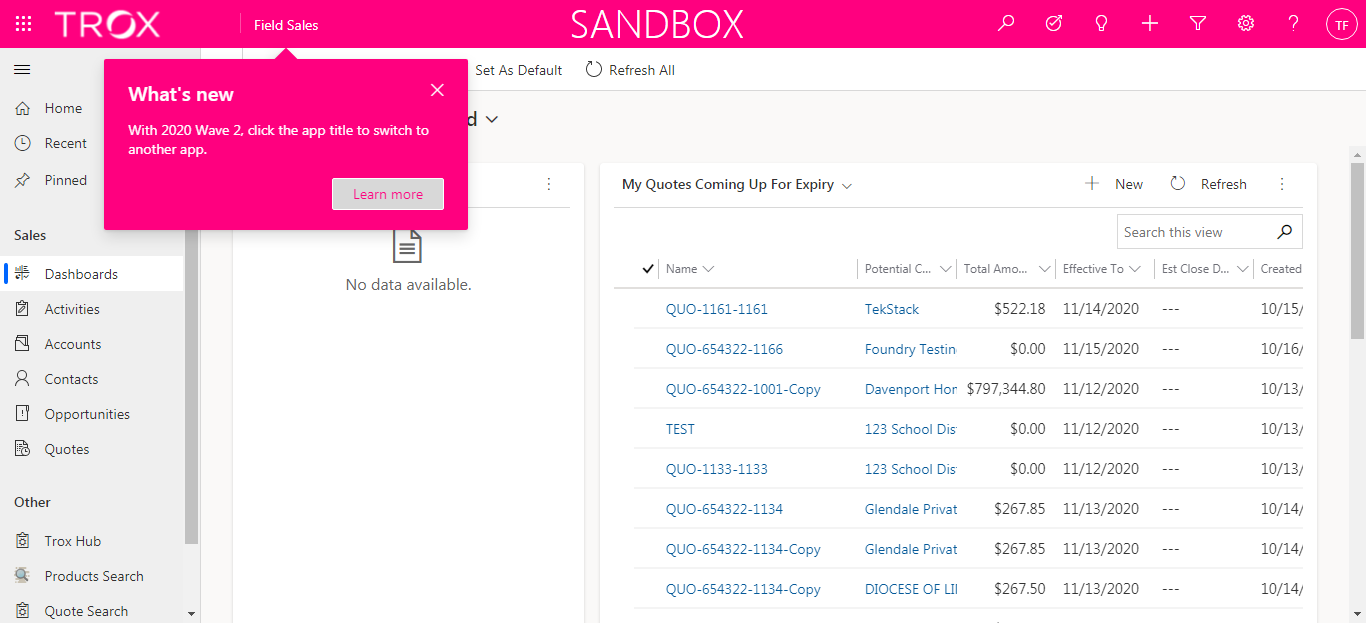 TROX
Field Sales
SANDBOX
?
TF
Set As Default
Refresh All
What's new
With 2020 Wave 2, click the app title to switch to
another app.
Learn more
d
Home
Recent
Pinned
Sales
Dashboards
Activities
Accounts
Contacts
Opportunities
Quotes
Other
Trox Hub
Products Search
Quote Search
No data available.
My Quotes Coming Up For Expiry
New
Refresh
Search this view
Name Potential C... Total Amo... Effective To Est Close D... Created
QUO-1161-1161 TekStack $522.18 11/14/2020 --- 10/15/
QUO-654322-1166 Foundry Testin $0.00 11/15/2020 --- 10/16/
QUO-654322-1001-Copy Davenport Hor $797,344.80 11/12/2020 --- 10/13/
TEST 123 School Dis $0.00 11/12/2020 --- 10/13/
QUO-1133-1133 123 School Dis $0.00 11/12/2020 --- 10/13/
QUO-654322-1134 Glendale Privat $267.85 11/13/2020 --- 10/14/
QUO-654322-1134-Copy Glendale Privat $267.85 11/13/2020 --- 10/14/
QUO-654322-1134-Copy DIOCESE OF LII $267.50 11/13/2020 --- 10/14/